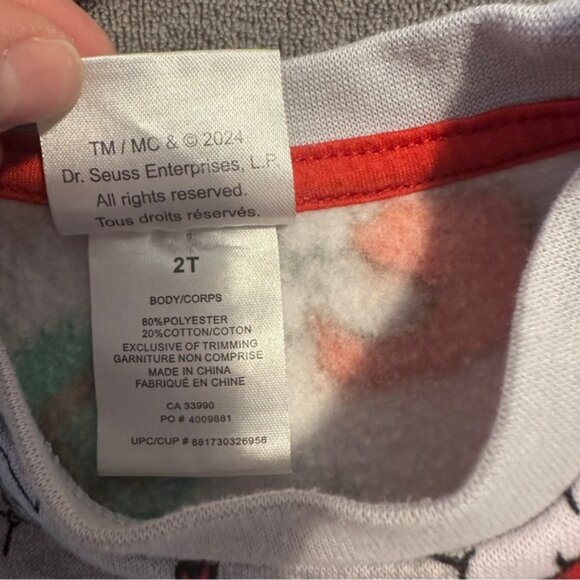 TM / MC & © 2024
Dr. Seuss Enterprises, L.P.
All rights reserved.
Tous droits réservés.
2T
BODY/CORPS
80%POLYESTER
20%COTTON/COTON
EXCLUSIVE OF TRIMMING
GARNITURE NON COMPRISE
MADE IN CHINA
FABRIQUÉ EN CHINE
CA 33990
PO # 4009881
UPC/CUP # 881730326956